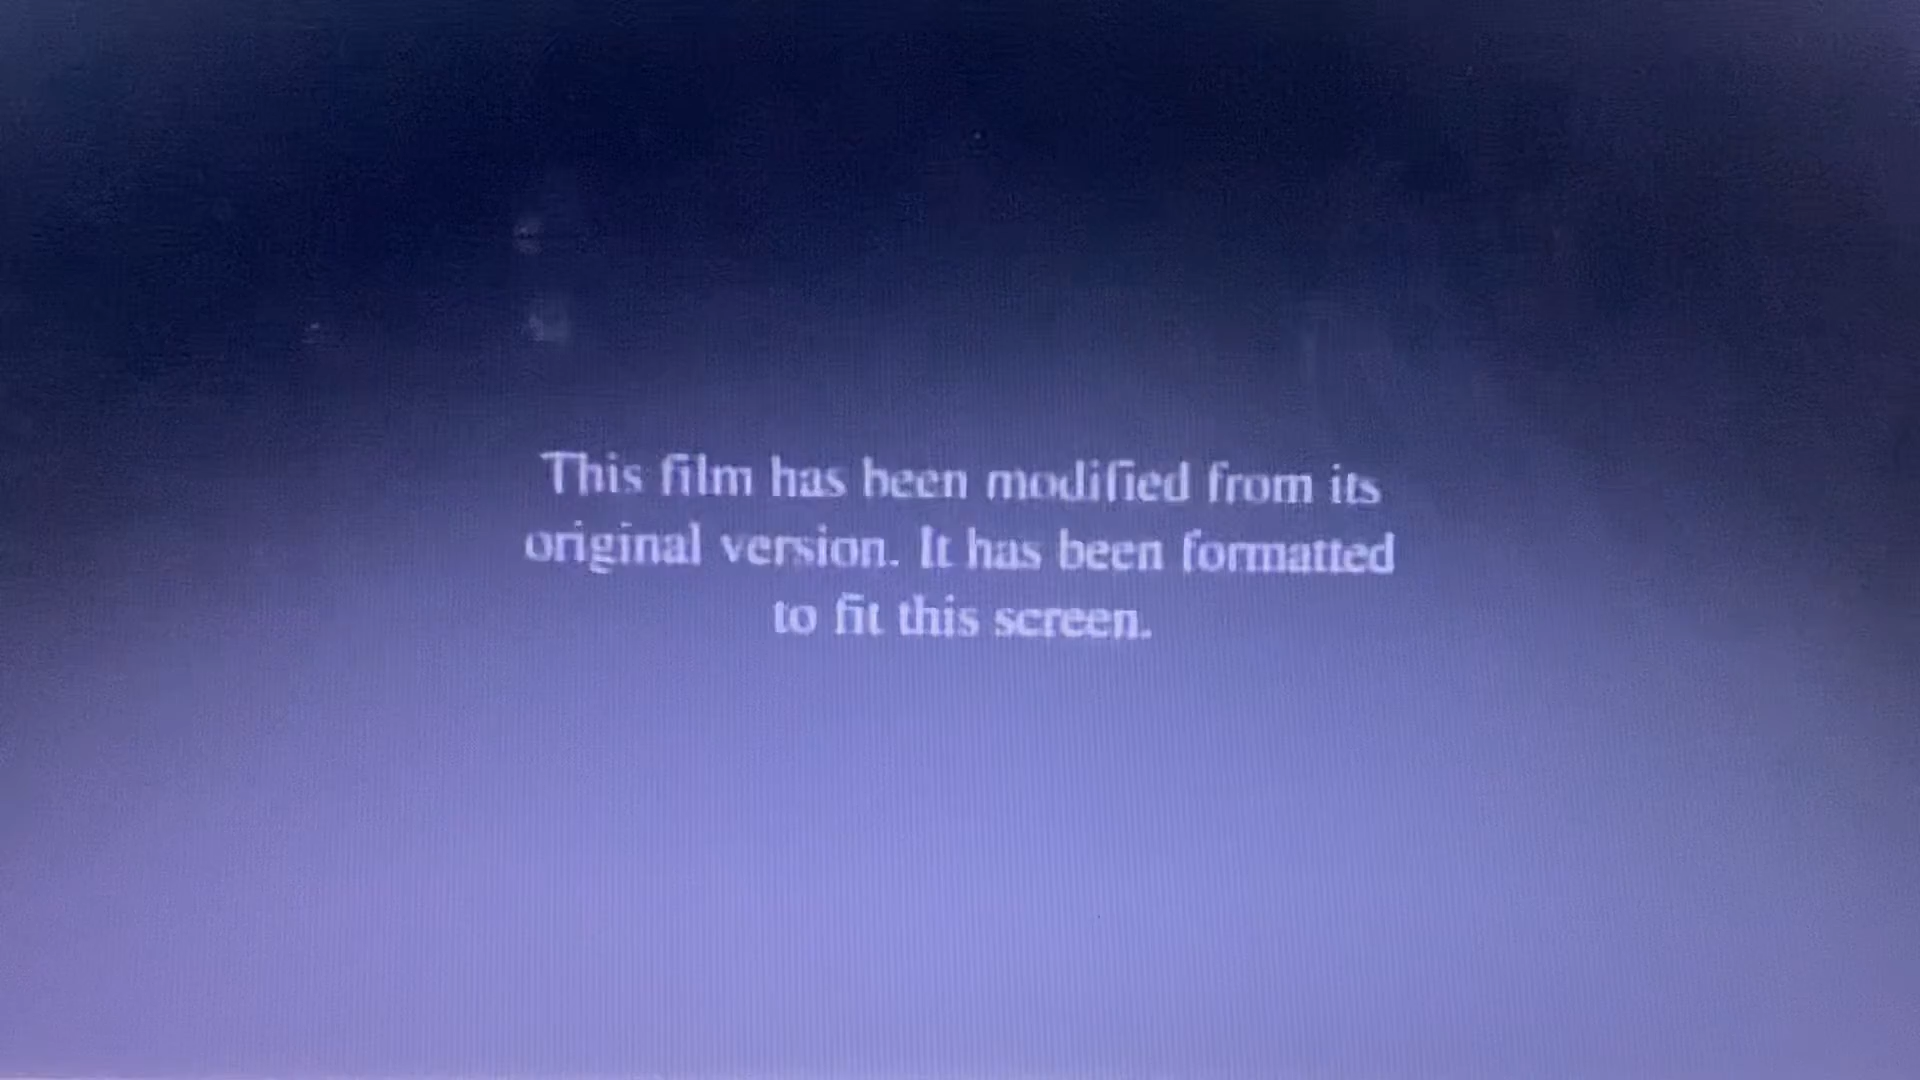 This film has been modified from its
original version. It has been formatted
to fit this screen.